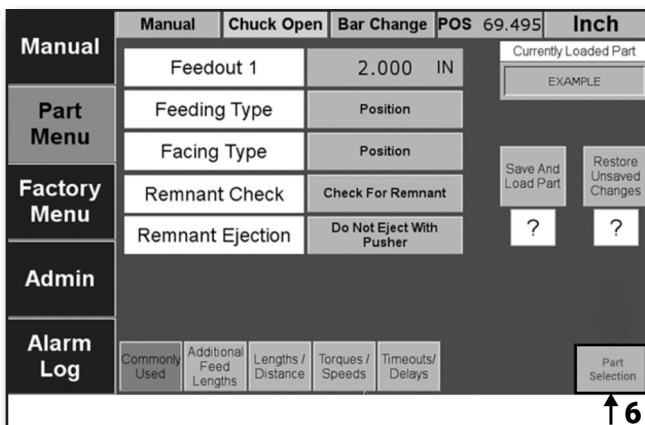 Manual
Chuck Open
Bar Change
POS 69.495
Inch
Manual
Part
Menu
Factory
Menu
Admin
Alarm
Log
Feedout 1
2.000 IN
Feeding Type
Position
Facing Type
Position
Remnant Check
Check For Remnant
Remnant Ejection
Do Not Eject With
Pusher
Currently Loaded Part
EXAMPLE
Save And
Load Part
Restore
Unsaved
Changes
?
?
Commonly
Used
Additional
Feed
Lengths
Lengths /
Distance
Torques /
Speeds
Timeouts/
Delays
Part
Selection
6